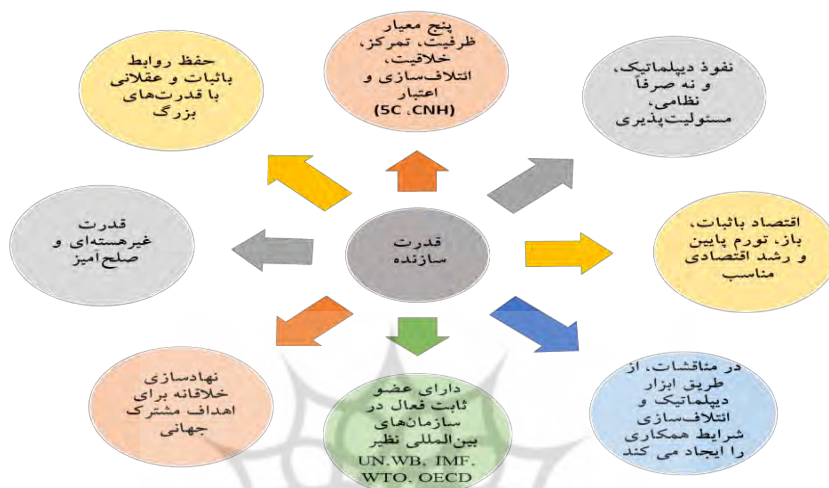 پنج معیار
ظرفیت، تمرکز،
خلاقیت،
ائتلاف‌سازی و
اعتبار
(5C ،CNH)
نفوذ دیپلماتیک،
و نه صرفاً
نظامی،
مسئولیت‌پذیری
اقتصاد باثبات،
باز، تورم پایین
و رشد اقتصادی
مناسب
در مناقشات، از
طریق ابزار
دیپلماتیک و
ائتلاف‌سازی
شرایط همکاری
را ایجاد می کند
دارای عضو
ثابت فعال در
سازمان‌های
بین‌المللی نظیر
UN.WB, IMF.
WTO. OECD
نهادسازی
خلاقانه برای
اهداف مشترک
جهانی
قدرت
غیرهسته‌ای و
صلح‌آمیز
حفظ روابط
باثبات و عقلانی
با قدرت‌های
بزرگ
قدرت
سازنده